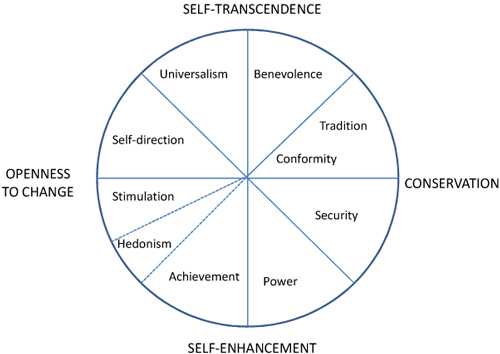 SELF-TRANSCENDENCE
Universalism
Benevolence
Tradition
Self-direction
Conformity
OPENNESS
TO CHANGE
CONSERVATION
Stimulation
Security
Hedonism
Achievement
Power
SELF-ENHANCEMENT